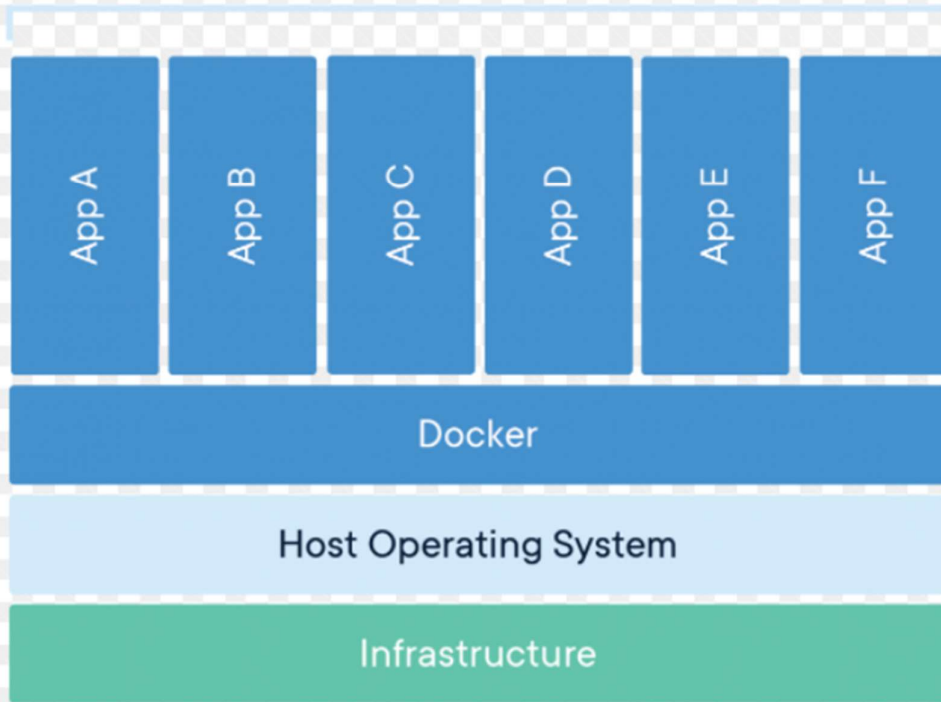 App A
App B
App C
App D
App E
App F
Docker
Host Operating System
Infrastructure